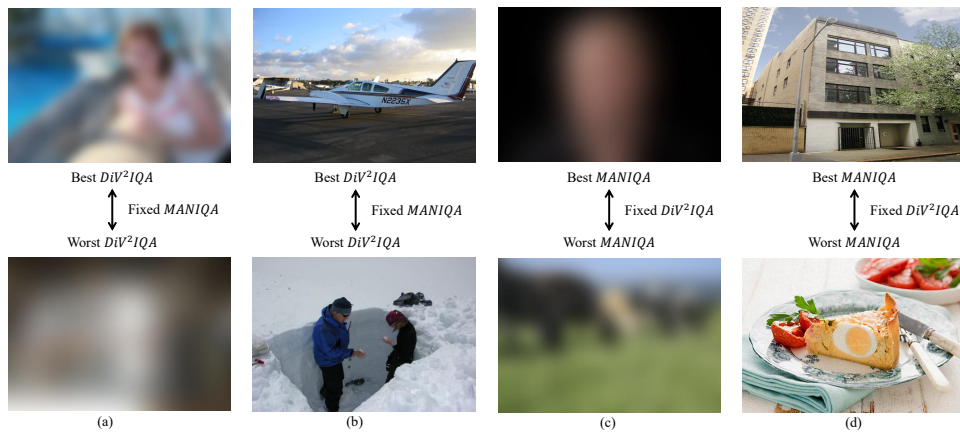 N2236X
Best DiV²IQA
Fixed MANIQA
Worst DiV²IQA
(a)
Best DiV²IQA
Fixed MANIQA
Worst DiV²IQA
(b)
Best MANIQA
Fixed DiV²IQA
Worst MANIQA
(c)
Best MANIQA
Fixed DiV²IQA
Worst MANIQA
(d)